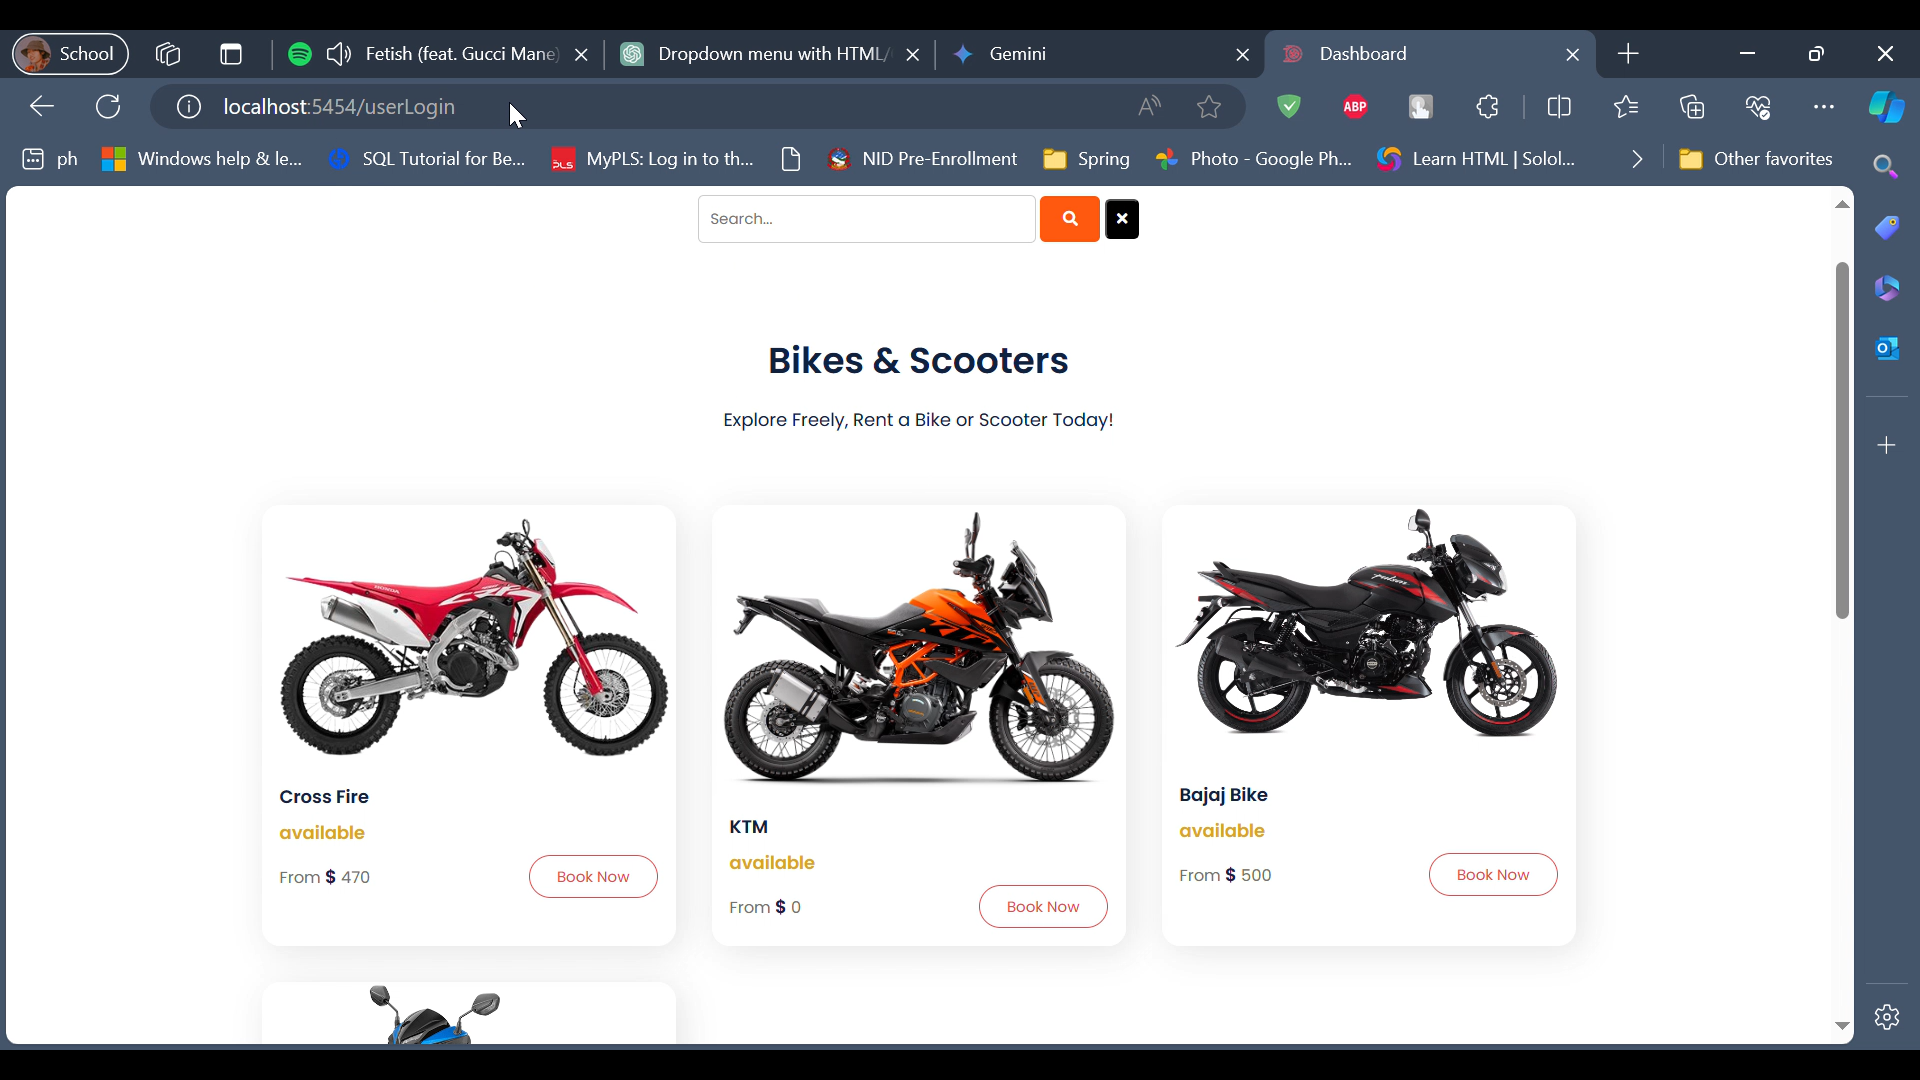 School
Fetish (feat. Gucci Mane)
Dropdown menu with HTML/
Gemini
Dashboard
localhost:5454/userLogin
A
ABP
ph
Windows help & le...
SQL Tutorial for Be...
PLS
MyPLS: Log in to th...
NID Pre-Enrollment
Spring
Photo - Google Ph...
Learn HTML | Solol...
Other favorites
Search...
Bikes & Scooters
Explore Freely, Rent a Bike or Scooter Today!
HONDA
Pulsar
Cross Fire
available
From $ 470
Book Now
KTM
available
From $ 0
Book Now
Bajaj Bike
available
From $ 500
Book Now